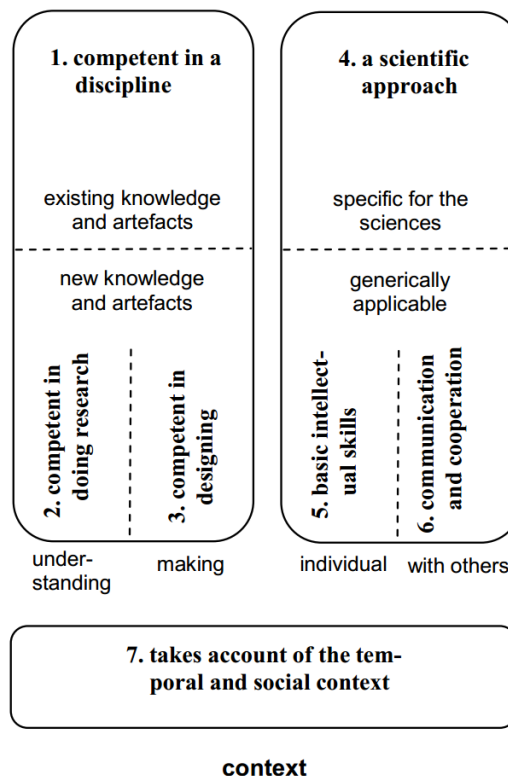 1. competent in a
discipline
existing knowledge
and artefacts
new knowledge
and artefacts
2. competent in
doing research
3. competent in
designing
under-
standing
making
4. a scientific
approach
specific for the
sciences
generically
applicable
5. basic intellect-
ual skills
6. communication
and cooperation
individual
with others
7. takes account of the tem-
poral and social context
context